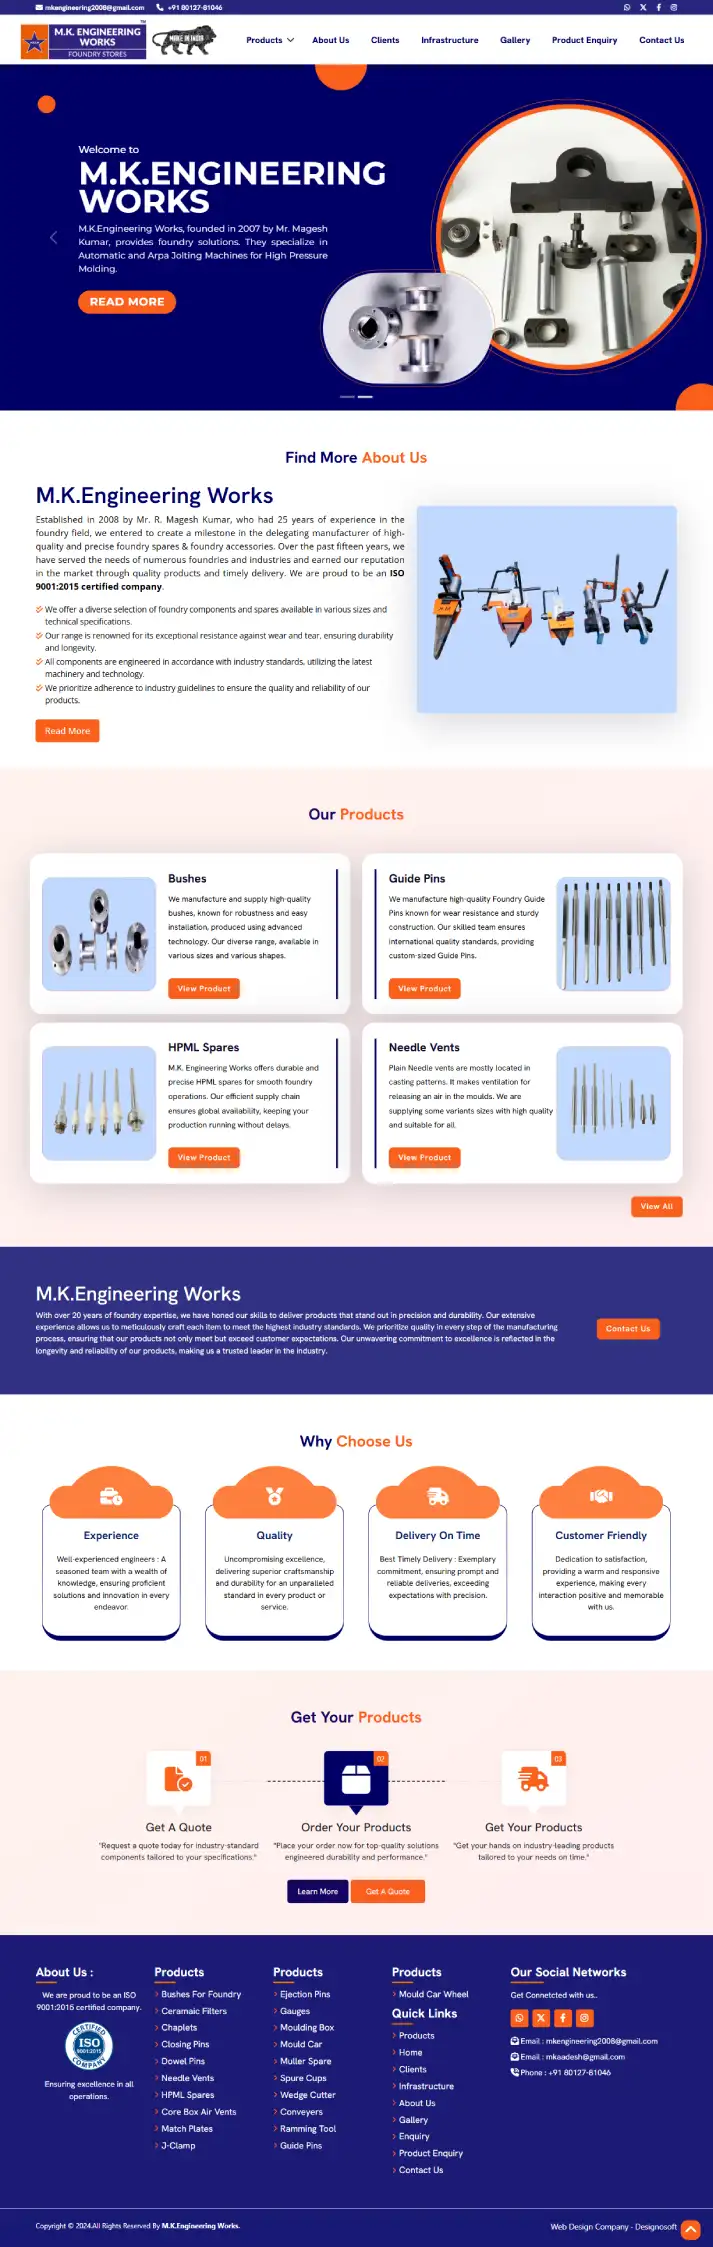 mkengineering2008@gmail.com +91 80127-81046
M.K. ENGINEERING
WORKS
FOUNDRY STORES
MAKE IN INDIA
Products About Us Clients Infrastructure Gallery Product Enquiry Contact Us
Welcome to
M.K.ENGINEERING
WORKS
M.K.Engineering Works, founded in 2007 by Mr. Magesh
Kumar, provides foundry solutions. They specialize in
Automatic and Arpa Jolting Machines for High Pressure
Molding.
READ MORE
Find More About Us
M.K.Engineering Works
Established in 2008 by Mr. R. Magesh Kumar, who had 25 years of experience in the
foundry field, we entered to create a milestone in the delegating manufacturer of high-
quality and precise foundry spares & foundry accessories. Over the past fifteen years, we
have served the needs of numerous foundries and industries and earned our reputation
in the market through quality products and timely delivery. We are proud to be an ISO
9001:2015 certified company.
We offer a diverse selection of foundry components and spares available in various sizes and
technical specifications.
Our range is renowned for its exceptional resistance against wear and tear, ensuring durability
and longevity.
All components are engineered in accordance with industry standards, utilizing the latest
machinery and technology.
We prioritize adherence to industry guidelines to ensure the quality and reliability of our
products.
Read More
Our Products
Bushes
We manufacture and supply high-quality
bushes, known for robustness and easy
installation, produced using advanced
technology. Our diverse range, available in
various sizes and various shapes.
View Product
Guide Pins
We manufacture high-quality Foundry Guide
Pins known for wear resistance and sturdy
construction. Our skilled team ensures
international quality standards, providing
custom-sized Guide Pins.
View Product
HPML Spares
M.K. Engineering Works offers durable and
precise HPML spares for smooth foundry
operations. Our efficient supply chain
ensures global availability, keeping your
production running without delays.
View Product
Needle Vents
Plain Needle vents are mostly located in
casting patterns. It makes ventilation for
releasing an air in the moulds. We are
supplying some variants sizes with high quality
and suitable for all.
View Product
View All
M.K.Engineering Works
With over 20 years of foundry expertise, we have honed our skills to deliver products that stand out in precision and durability. Our extensive
experience allows us to meticulously craft each item to meet the highest industry standards. We prioritize quality in every step of the manufacturing
process, ensuring that our products not only meet but exceed customer expectations. Our unwavering commitment to excellence is reflected in the
longevity and reliability of our products, making us a trusted leader in the industry.
Contact Us
Why Choose Us
Experience
Well-experienced engineers : A
seasoned team with a wealth of
knowledge, ensuring proficient
solutions and innovation in every
endeavor.
Quality
Uncompromising excellence,
delivering superior craftsmanship
and durability for an unparalleled
standard in every product or
service.
Delivery On Time
Best Timely Delivery : Exemplary
commitment, ensuring prompt and
reliable deliveries, exceeding
expectations with precision.
Customer Friendly
Dedication to satisfaction,
providing a warm and responsive
experience, making every
interaction positive and memorable
with us.
Get Your Products
01
Get A Quote
"Request a quote today for industry-standard
components tailored to your specifications."
02
Order Your Products
"Place your order now for top-quality solutions
engineered durability and performance."
03
Get Your Products
"Get your hands on industry-leading products
tailored to your needs on time."
Learn More
Get A Quote
About Us :
We are proud to be an ISO
9001:2015 certified company.
CERTIFIED
ISO
9001:2015
COMPANY
Ensuring excellence in all
operations.
Products
Bushes For Foundry
Ceramaic Filters
Chaplets
Closing Pins
Dowel Pins
Needle Vents
HPML Spares
Core Box Air Vents
Match Plates
J-Clamp
Products
Ejection Pins
Gauges
Moulding Box
Mould Car
Muller Spare
Spure Cups
Wedge Cutter
Conveyers
Ramming Tool
Guide Pins
Products
Mould Car Wheel
Quick Links
Products
Home
Clients
Infrastructure
About Us
Gallery
Enquiry
Product Enquiry
Contact Us
Our Social Networks
Get Connetcted with us..
Email : mkengineering2008@gmail.com
Email : mkaadesh@gmail.com
Phone : +91 80127-81046
Copyright © 2024.All Rights Reserved By M.K.Engineering Works.
Web Design Company - Designosoft